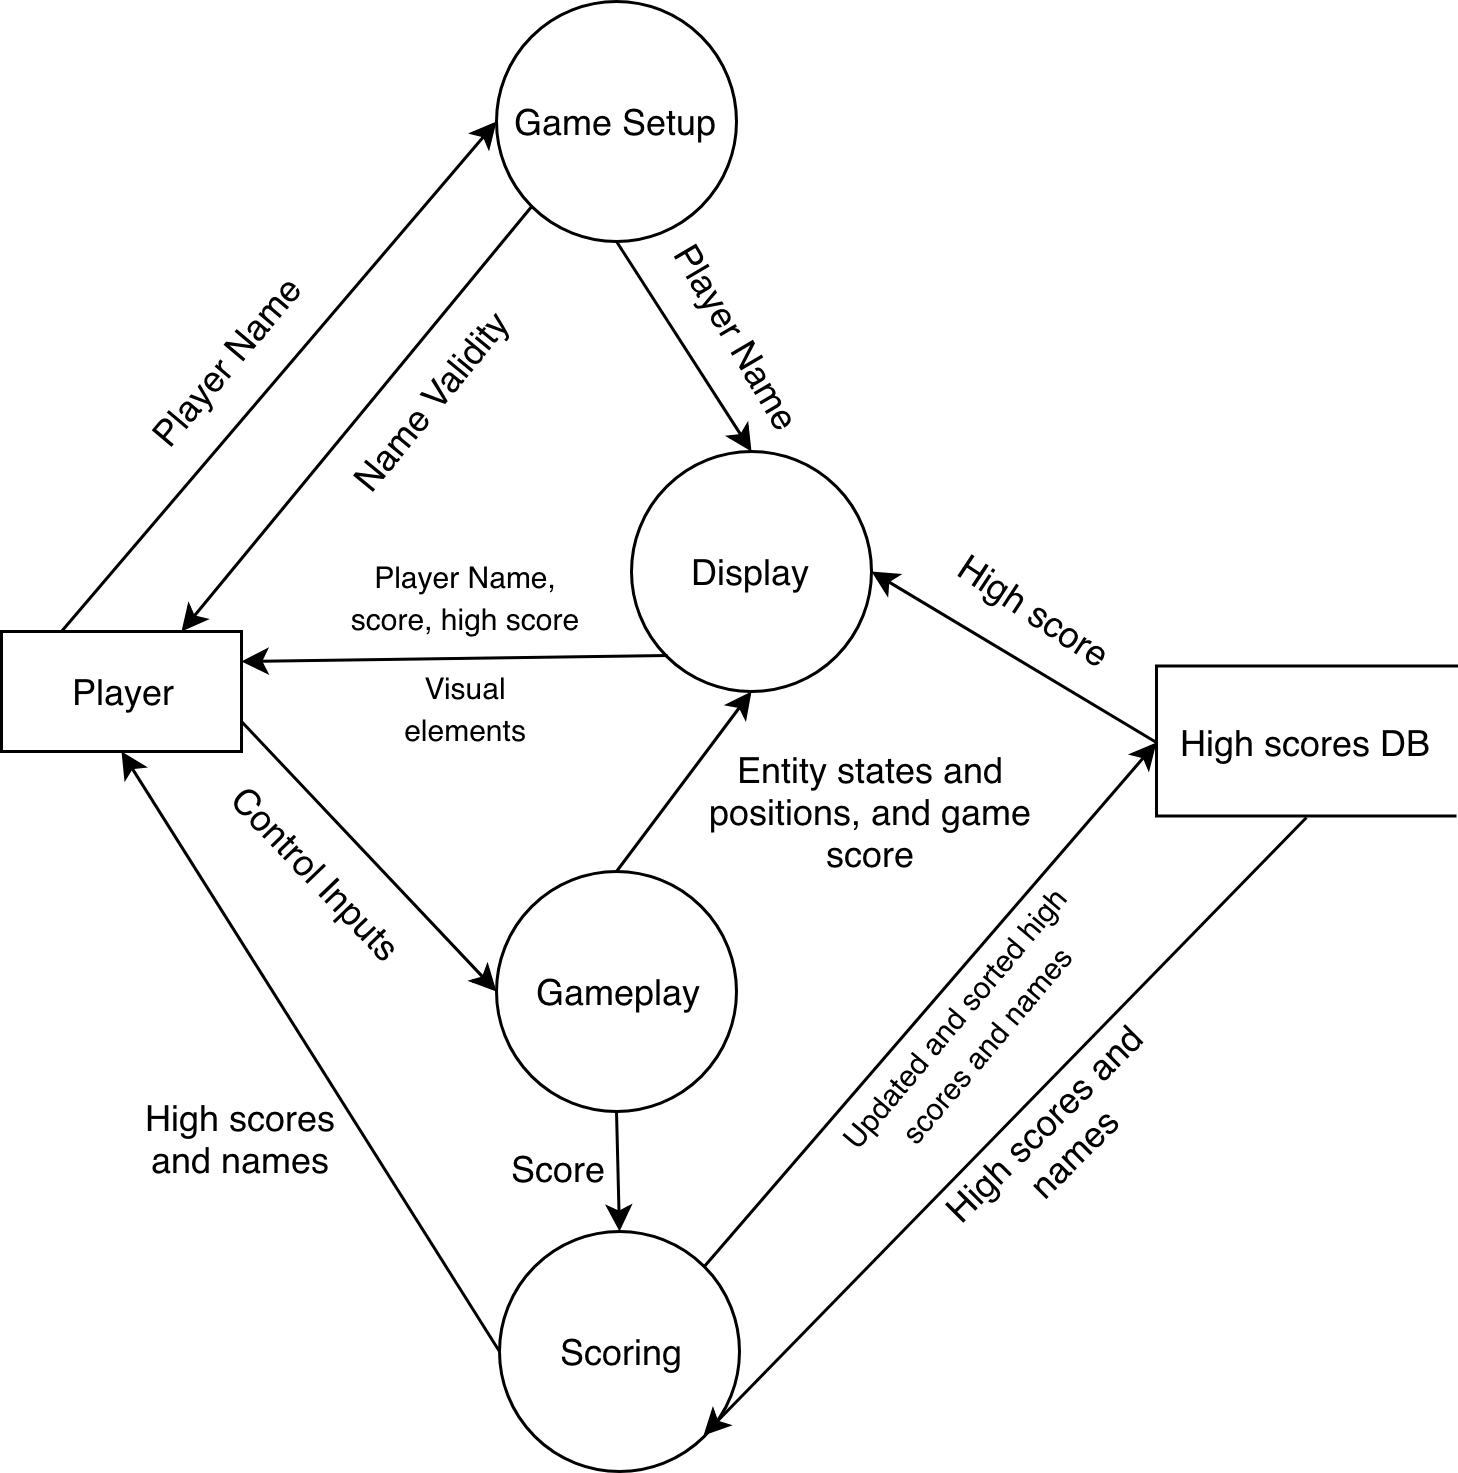 Game Setup
Player Name
Player Name
Name Validity
Display
High score
Player Name,
score, high score
Visual
elements
Player
High scores DB
Entity states and
positions, and game
score
Control Inputs
Gameplay
Updated and sorted high
scores and names
High scores and
names
High scores
and names
Score
Scoring